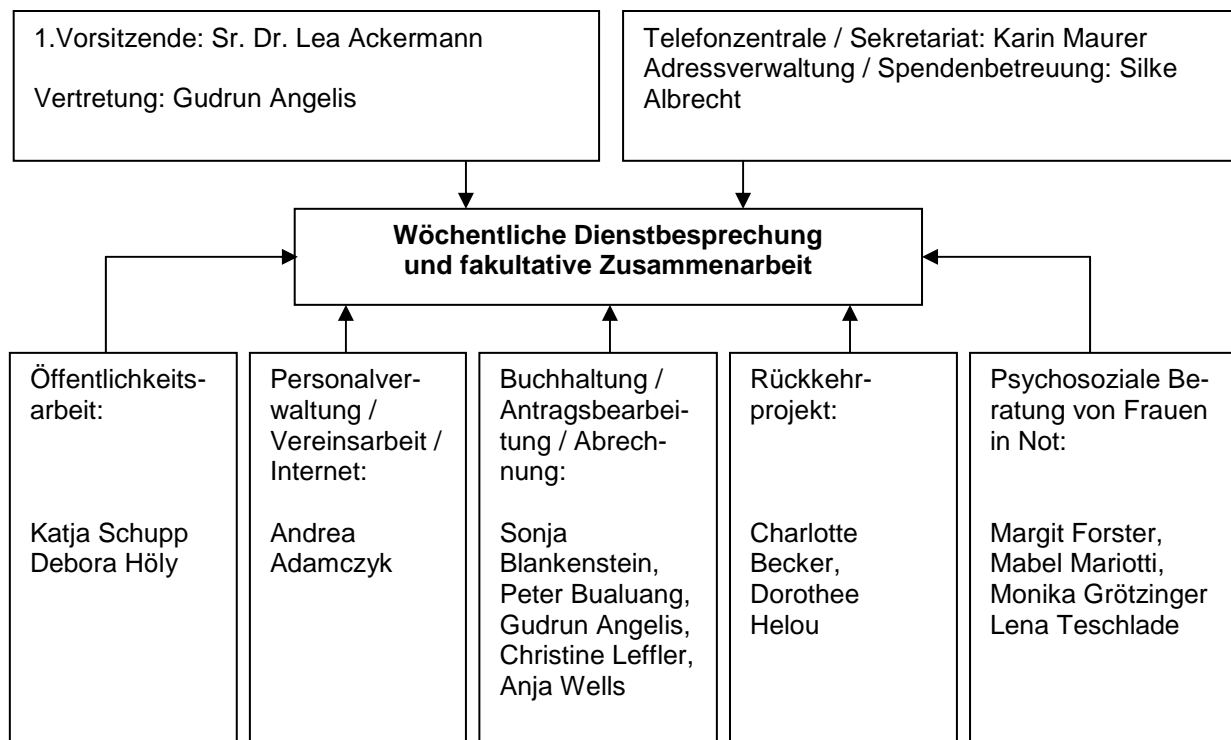 1.Vorsitzende: Sr. Dr. Lea Ackermann
Vertretung: Gudrun Angelis
Telefonzentrale / Sekretariat: Karin Maurer
Adressverwaltung / Spendenbetreuung: Silke
Albrecht
Wöchentliche Dienstbesprechung
und fakultative Zusammenarbeit
Öffentlichkeits-
arbeit:
Katja Schupp
Debora Höly
Personalver-
waltung /
Vereinsarbeit /
Internet:
Andrea
Adamczyk
Buchhaltung /
Antragsbearbei-
tung / Abrech-
nung:
Sonja
Blankenstein,
Peter Bualuang,
Gudrun Angelis,
Christine Leffler,
Anja Wells
Rückkehr-
projekt:
Charlotte
Becker,
Dorothee
Helou
Psychosoziale Be-
ratung von Frauen
in Not:
Margit Forster,
Mabel Mariotti,
Monika Grötzinger
Lena Teschlade